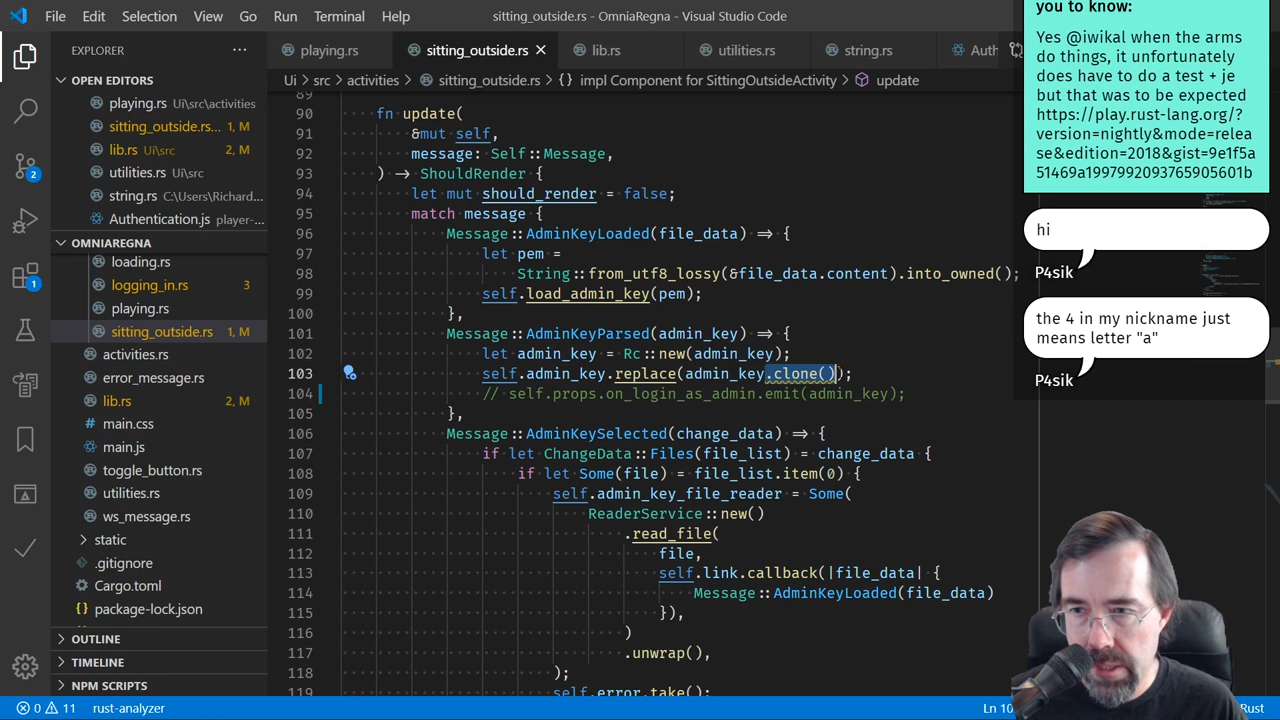 File Edit Selection View Go Run Terminal Help
sitting_outside.rs - OmniaRegna - Visual Studio Code
EXPLORER
playing.rs
sitting_outside.rs
lib.rs
utilities.rs
string.rs
OPEN EDITORS
playing.rs Ui\src\activities
sitting_outside.rs... 1, M
lib.rs Ui\src 2, M
utilities.rs Ui\src
string.rs C:\Users\Richard...
Authentication.js player-...
OMNIAREGNA
loading.rs
logging_in.rs 3
playing.rs
sitting_outside.rs 1, M
activities.rs
error_message.rs
lib.rs
main.css
main.js
toggle_button.rs
utilities.rs
ws_message.rs
static
.gitignore
Cargo.toml
package-lock.json
OUTLINE
TIMELINE
NPM SCRIPTS
2
1
Ui > src > activities > sitting_outside.rs > {} impl Component for SittingOutsideActivity > update
89
90 fn update(
91 &mut self,
92 message: Self::Message,
93 ) -> ShouldRender {
94 let mut should_render = false;
95 match message {
96 Message::AdminKeyLoaded(file_data) => {
97 let pem =
98 String::from_utf8_lossy(&file_data.content).into_owned();
99 self.load_admin_key(pem);
100 },
101 Message::AdminKeyParsed(admin_key) => {
102 let admin_key = Rc::new(admin_key);
103 self.admin_key.replace(admin_key.clone());
104 // self.props.on_login_as_admin.emit(admin_key);
105 },
106 Message::AdminKeySelected(change_data) => {
107 if let ChangeData::Files(file_list) = change_data {
108 if let Some(file) = file_list.item(0) {
109 self.admin_key_file_reader = Some(
110 ReaderService::new()
111 .read_file(
112 file,
113 self.link.callback(|file_data| {
114 Message::AdminKeyLoaded(file_data)
115 }),
116 )
117 .unwrap(),
118 );
119 self.error.take();
you to know:
Yes @iwikal when the arms
do things, it unfortunately
does have to do a test + je
but that was to be expected
https://play.rust-lang.org/?
version=nightly&mode=relea
se&edition=2018&gist=9e1f5a
51469a1997992093765905601b
hi
P4sik
the 4 in my nickname just
means letter "a"
P4sik
0 11 rust-analyzer
Rust